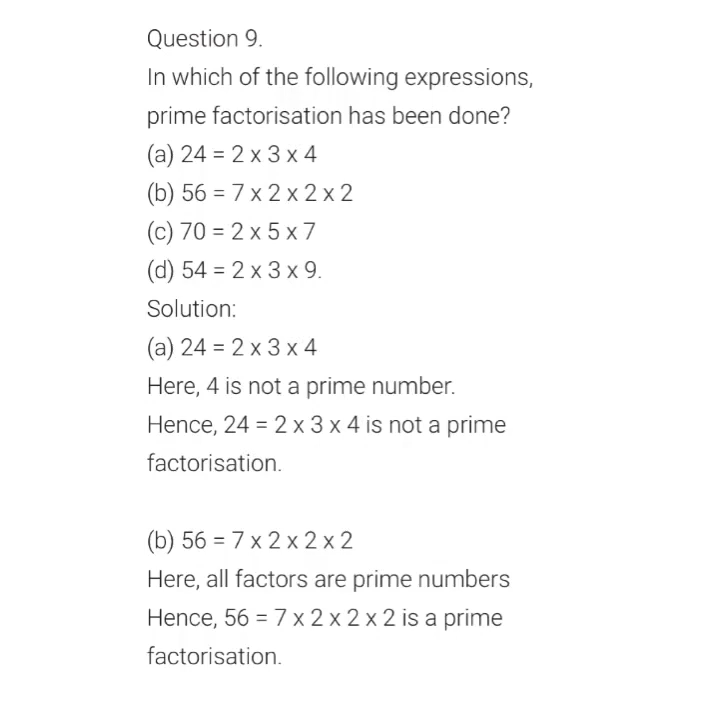 Question 9.
In which of the following expressions,
prime factorisation has been done?
(a) 24 = 2 x 3 x 4
(b) 56 = 7 x 2 x 2 x 2
(c) 70 = 2 x 5 x 7
(d) 54 = 2 x 3 x 9.
Solution:
(a) 24 = 2 x 3 x 4
Here, 4 is not a prime number.
Hence, 24 = 2 x 3 x 4 is not a prime
factorisation.
(b) 56 = 7 x 2 x 2 x 2
Here, all factors are prime numbers
Hence, 56 = 7 x 2 x 2 x 2 is a prime
factorisation.